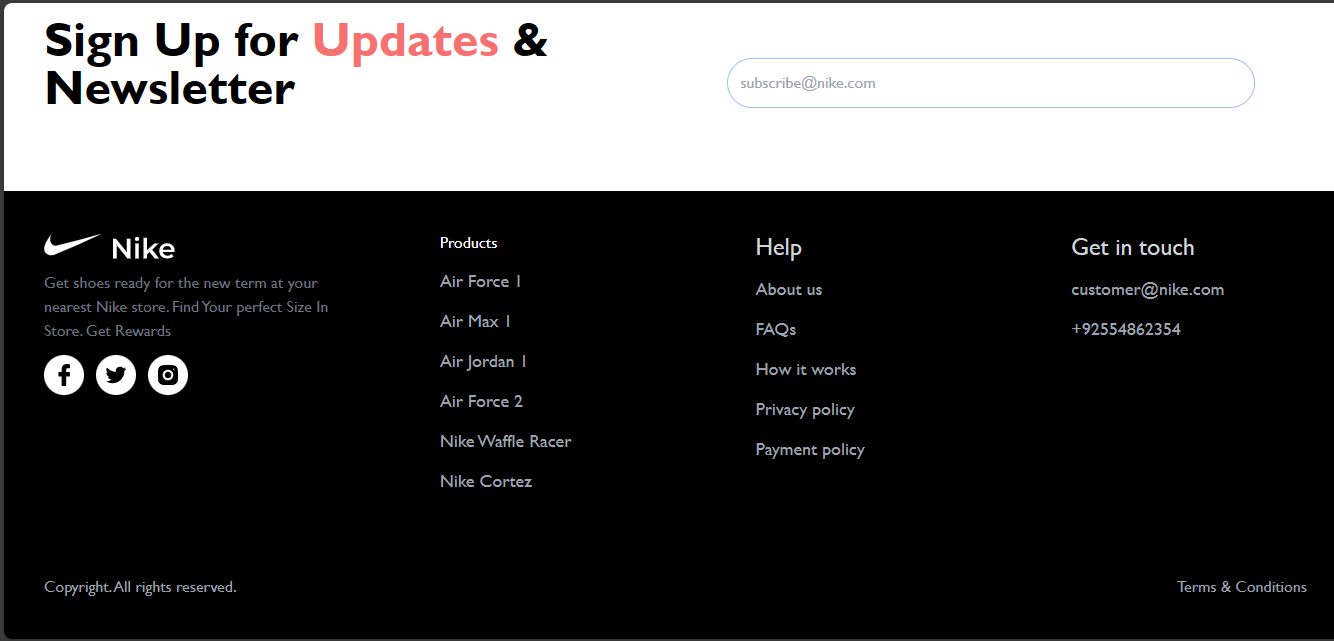 Sign Up for Updates &
Newsletter
subscribe@nike.com
Nike
Get shoes ready for the new term at your
nearest Nike store. Find Your perfect Size In
Store. Get Rewards
Products
Air Force 1
Air Max 1
Air Jordan 1
Air Force 2
Nike Waffle Racer
Nike Cortez
Help
About us
FAQs
How it works
Privacy policy
Payment policy
Get in touch
customer@nike.com
+92554862354
Copyright. All rights reserved.
Terms & Conditions